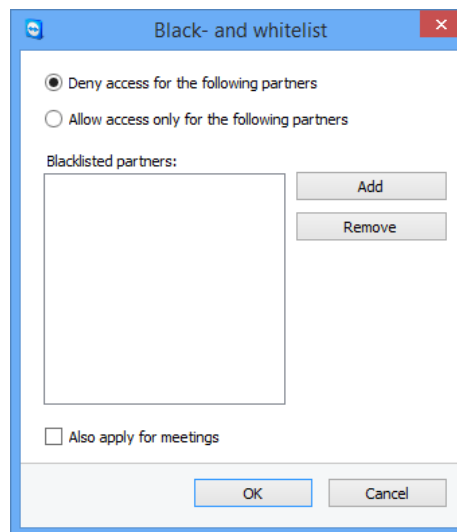 Black- and whitelist
Deny access for the following partners
Allow access only for the following partners
Blacklisted partners:
Add
Remove
Also apply for meetings
OK
Cancel